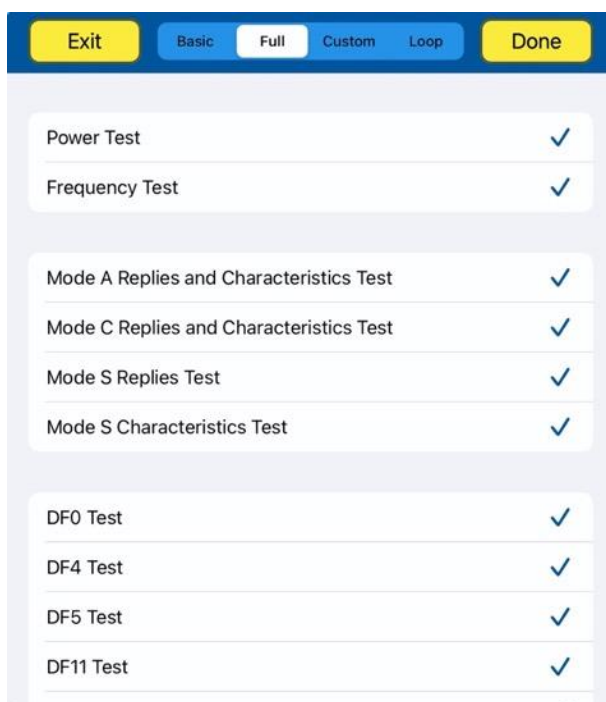 Exit Basic Full Custom Loop Done
Power Test
Frequency Test
Mode A Replies and Characteristics Test
Mode C Replies and Characteristics Test
Mode S Replies Test
Mode S Characteristics Test
DF0 Test
DF4 Test
DF5 Test
DF11 Test